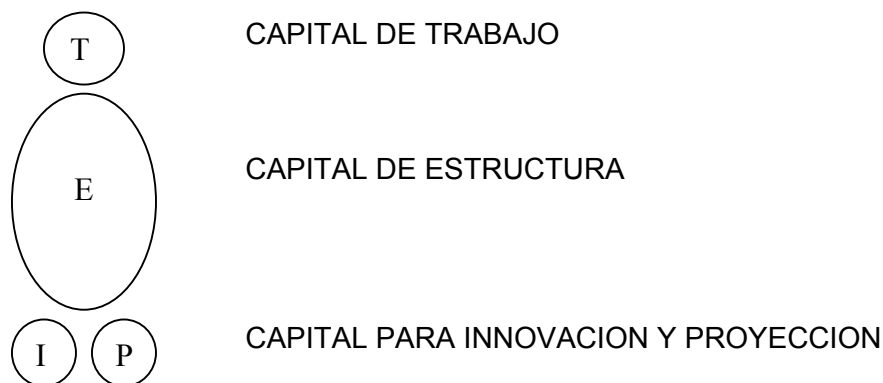 T CAPITAL DE TRABAJO
E CAPITAL DE ESTRUCTURA
I P CAPITAL PARA INNOVACION Y PROYECCION